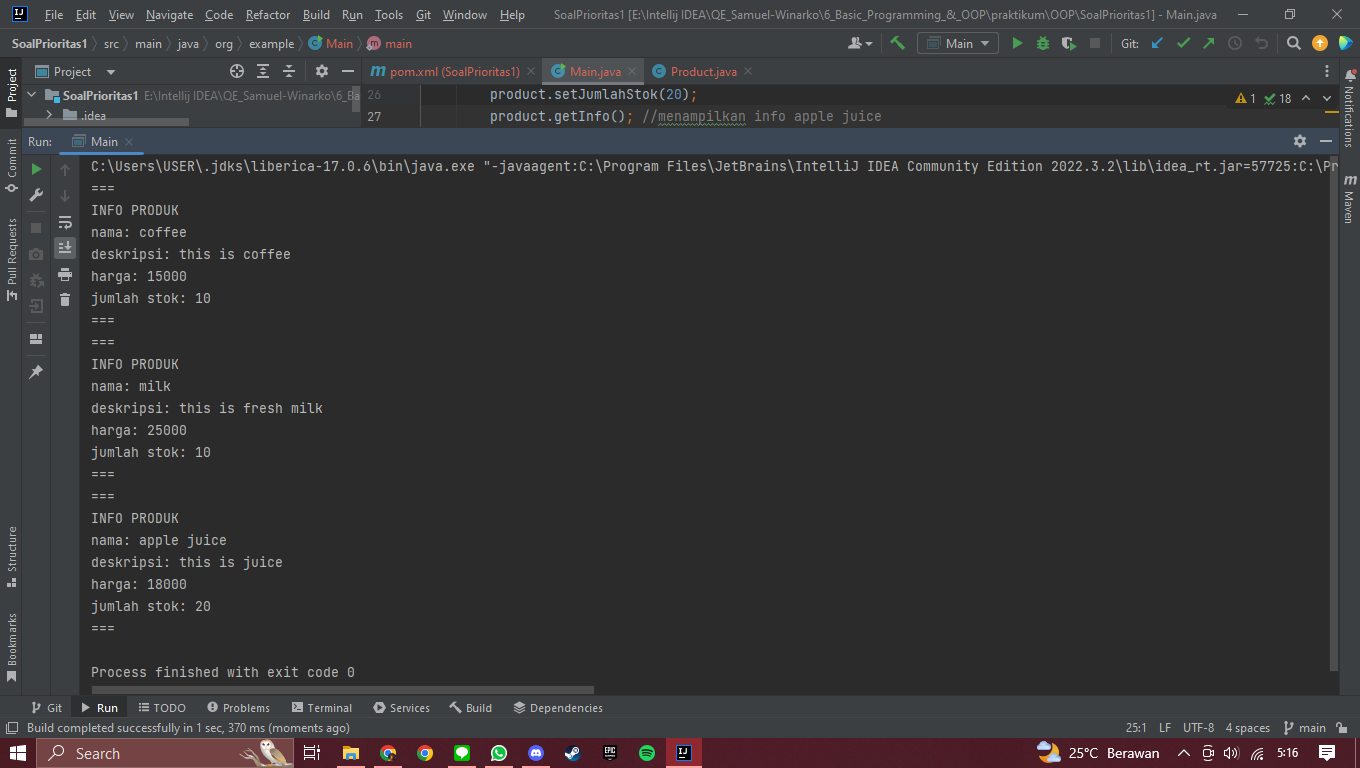 File Edit View Navigate Code Refactor Build Run Tools Git Window Help SoalPrioritas1 [E:\Intellij IDEA\QE_Samuel-Winarko\6_Basic_Programming_&_OOP\praktikum\OOP\SoalPrioritas1] - Main.java
SoalPrioritas1 src main java org example Main main Main Git:
Project pom.xml (SoalPrioritas1) Main.java Product.java
SoalPrioritas1 E:\Intellij IDEA\QE_Samuel-Winarko\6_Ba
.idea
26 product.setJumlahStok(20);
27 product.getInfo(); //menampilkan info apple juice
1 18
Run: Main
C:\Users\USER\.jdks\liberica-17.0.6\bin\java.exe "-javaagent:C:\Program Files\JetBrains\IntelliJ IDEA Community Edition 2022.3.2\lib\idea_rt.jar=57725:C:\Pr
===
INFO PRODUK
nama: coffee
deskripsi: this is coffee
harga: 15000
jumlah stok: 10
===
===
INFO PRODUK
nama: milk
deskripsi: this is fresh milk
harga: 25000
jumlah stok: 10
===
===
INFO PRODUK
nama: apple juice
deskripsi: this is juice
harga: 18000
jumlah stok: 20
===
Process finished with exit code 0
Project
Commit
Pull Requests
Structure
Bookmarks
Notifications
Maven
Git Run TODO Problems Terminal Services Build Dependencies
Build completed successfully in 1 sec, 370 ms (moments ago) 25:1 LF UTF-8 4 spaces main
Search 25°C Berawan 5:16